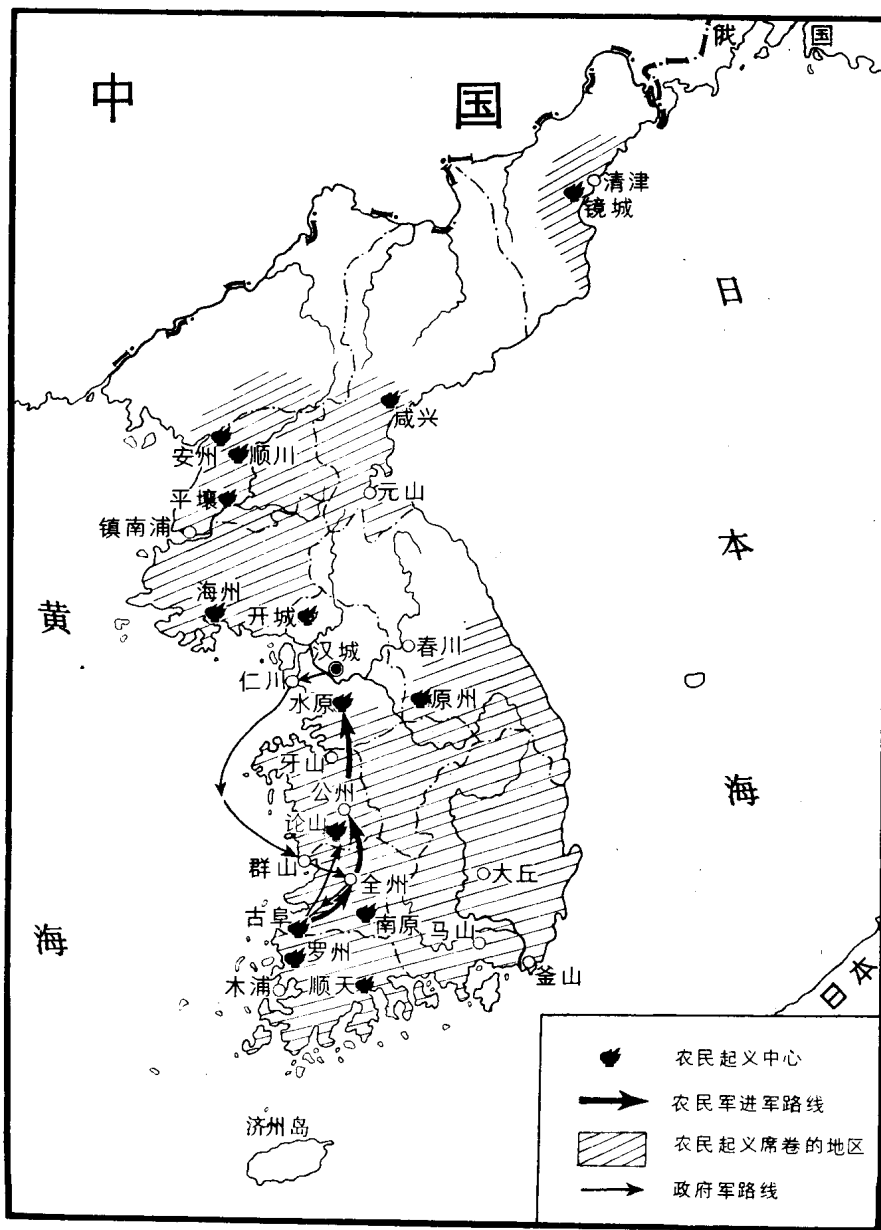 俄国
中国
清津
镜城
日本海
咸兴
安州
顺川
平壤
元山
镇南浦
海州
开城
黄海
汉城
春川
仁川
水原
原州
牙山
公州
论山
群山
全州
大丘
古阜
南原
马山
罗州
木浦
顺天
釜山
日本
济州岛
农民起义中心
农民军进军路线
农民起义席卷的地区
政府军路线